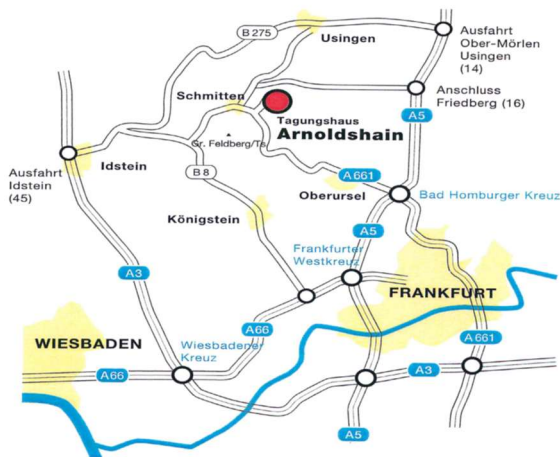 B 275
Usingen
Ausfahrt
Ober-Mörlen
Usingen
(14)
Schmitten
Anschluss
Friedberg (16)
Tagungshaus
Arnoldshain
A5
Gr. Feldberg/Ts.
Ausfahrt
Idstein
(45)
Idstein
B 8
A 661
Oberursel
Bad Homburger Kreuz
Königstein
A5
Frankfurter
Westkreuz
A3
FRANKFURT
WIESBADEN
Wiesbadener
Kreuz
A66
A661
A66
A3
A5